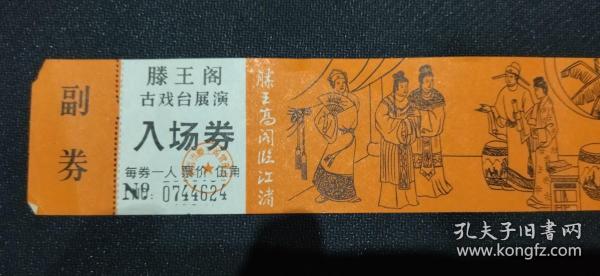 副券
滕王阁
古戏台展演
入场券
每券一人 票价 伍角
№: 0744624
滕王高阁临江渚
孔夫子旧书网
www.kongfz.com